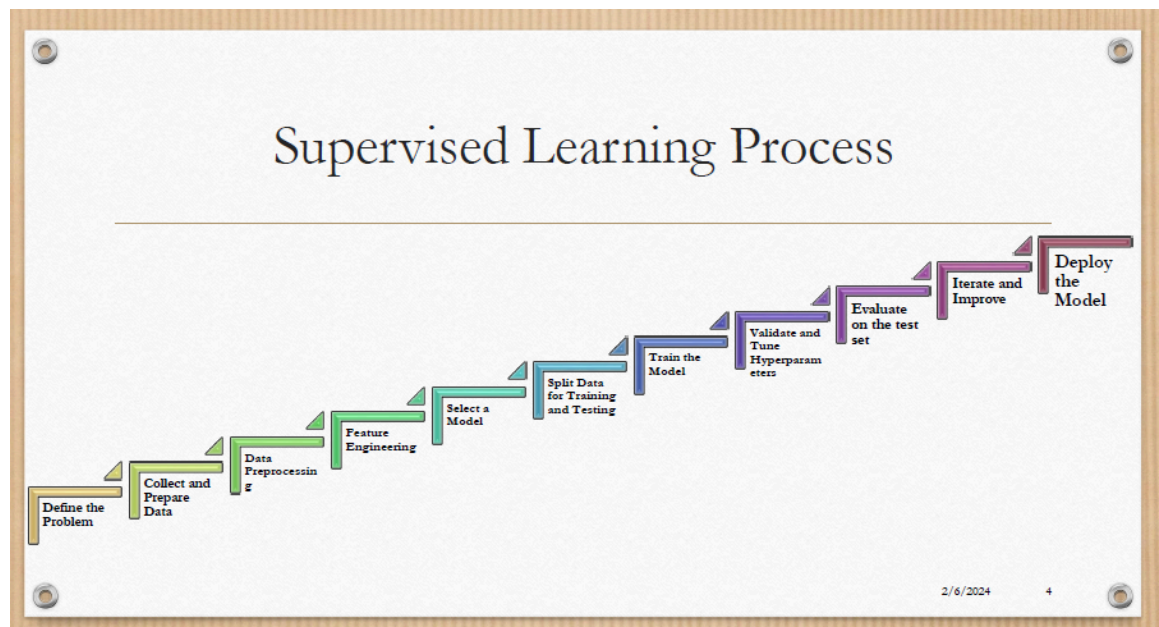 Supervised Learning Process
Define the
Problem
Collect and
Prepare
Data
Data
Preprocessin
g
Feature
Engineering
Select a
Model
Split Data
for Training
and Testing
Train the
Model
Validate and
Tune
Hyperparam
eters
Evaluate
on the test
set
Iterate and
Improve
Deploy
the
Model
2/6/2024
4